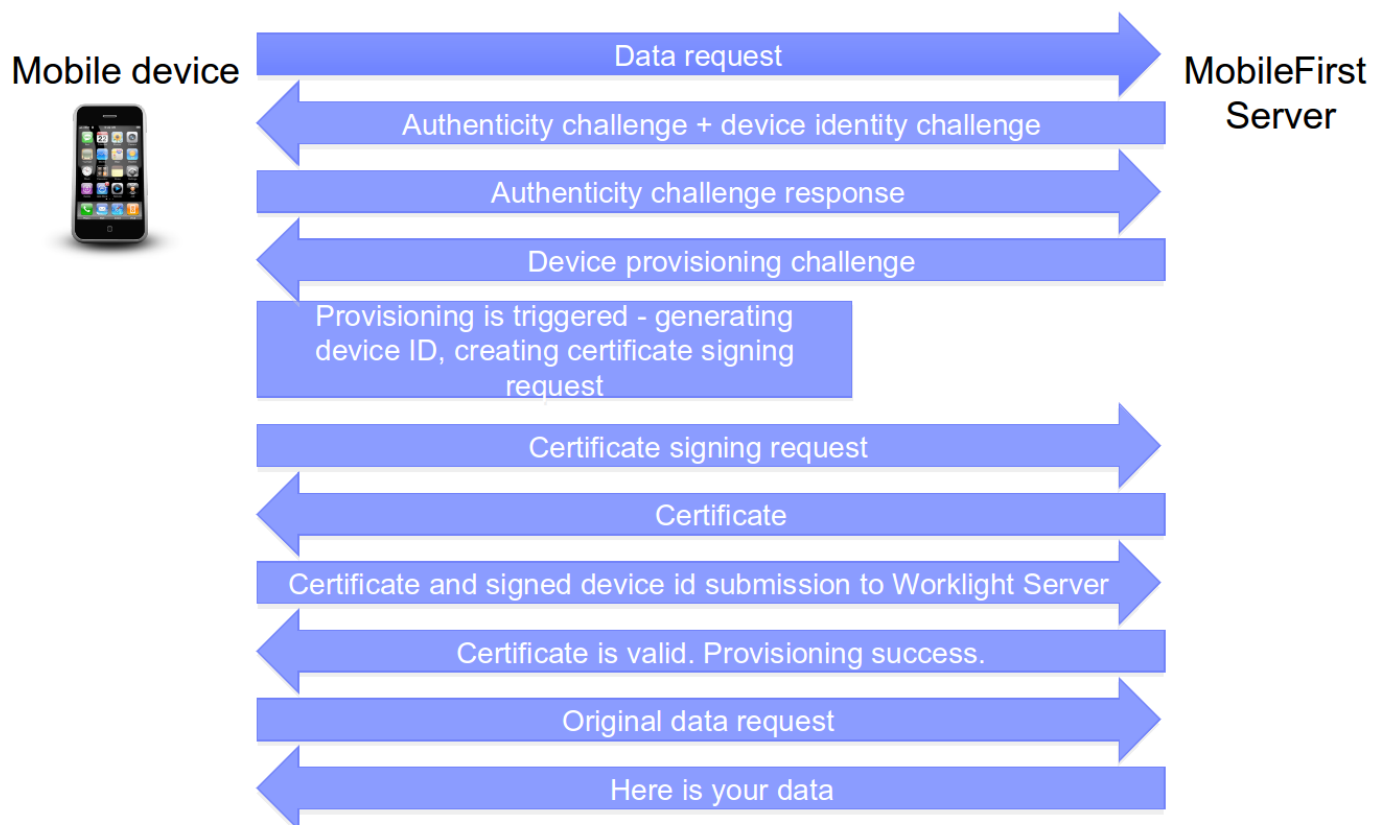 Data request
Mobile device
MobileFirst
Server
Authenticity challenge + device identity challenge
Authenticity challenge response
Device provisioning challenge
Provisioning is triggered - generating
device ID, creating certificate signing
request
Certificate signing request
Certificate
Certificate and signed device id submission to Worklight Server
Certificate is valid. Provisioning success.
Original data request
Here is your data